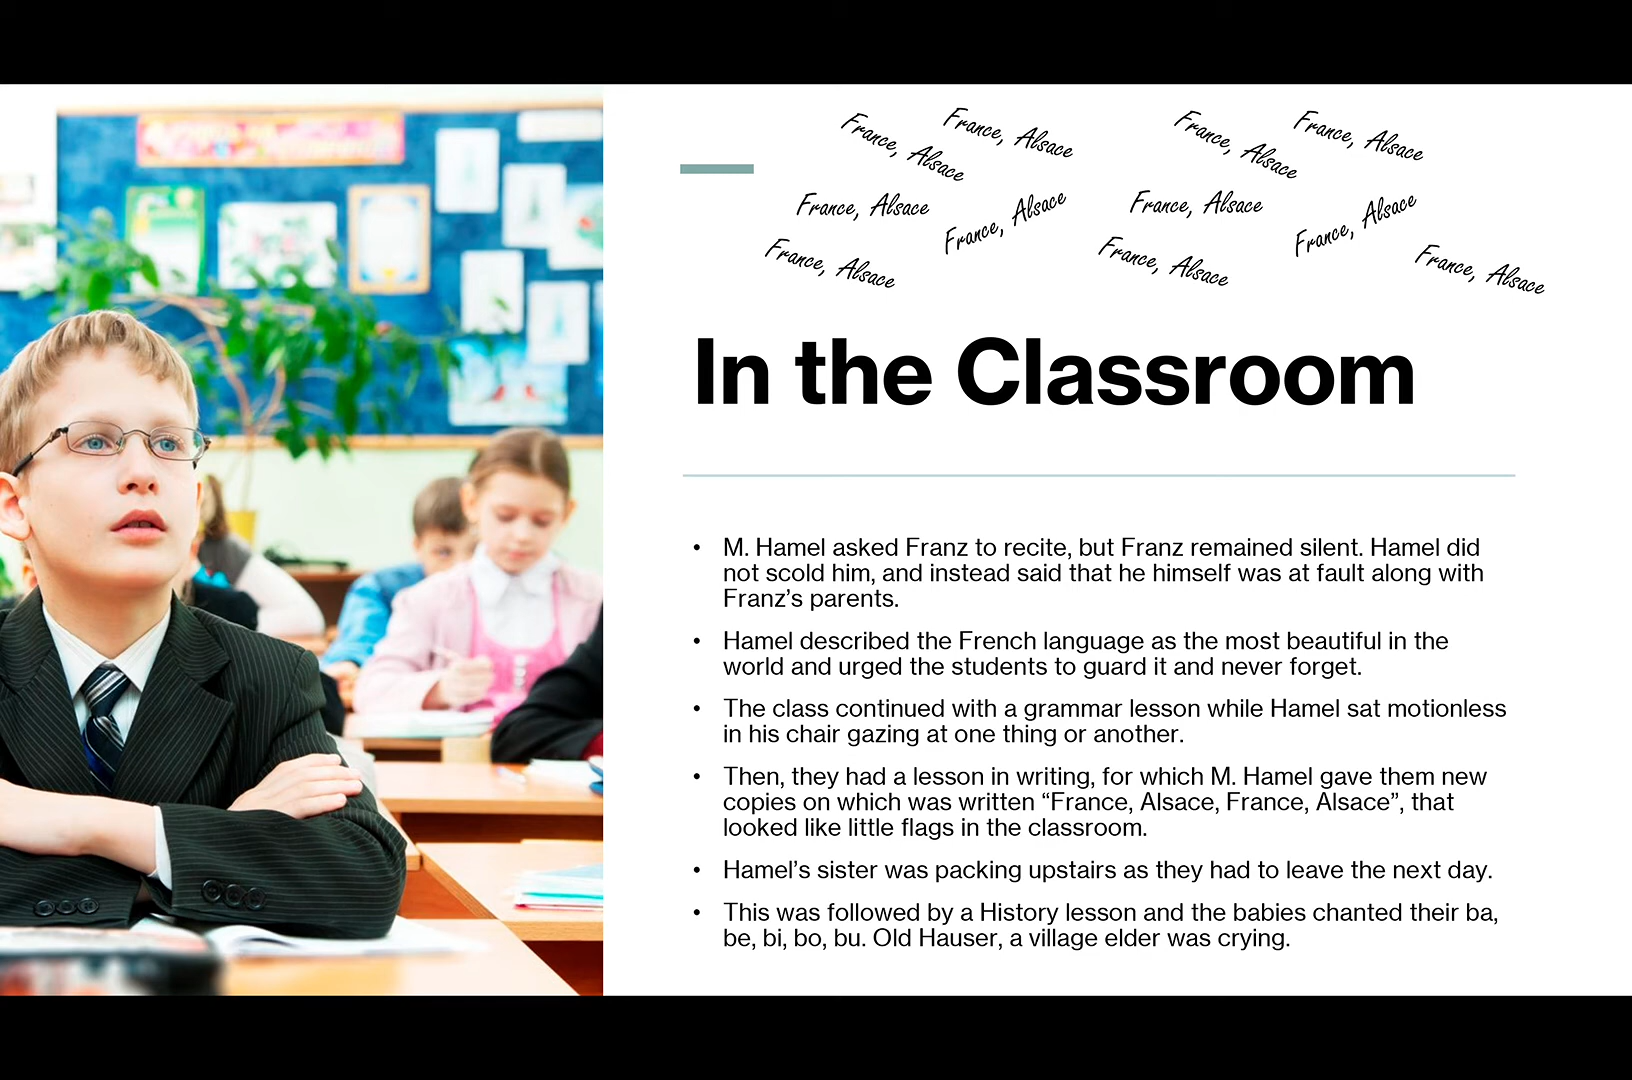 France, Alsace
France, Alsace
France, Alsace
France, Alsace
France, Alsace
France, Alsace
France, Alsace
France, Alsace
France, Alsace
France, Alsace
France, Alsace
In the Classroom
• M. Hamel asked Franz to recite, but Franz remained silent. Hamel did
not scold him, and instead said that he himself was at fault along with
Franz’s parents.
• Hamel described the French language as the most beautiful in the
world and urged the students to guard it and never forget.
• The class continued with a grammar lesson while Hamel sat motionless
in his chair gazing at one thing or another.
• Then, they had a lesson in writing, for which M. Hamel gave them new
copies on which was written “France, Alsace, France, Alsace”, that
looked like little flags in the classroom.
• Hamel’s sister was packing upstairs as they had to leave the next day.
• This was followed by a History lesson and the babies chanted their ba,
be, bi, bo, bu. Old Hauser, a village elder was crying.